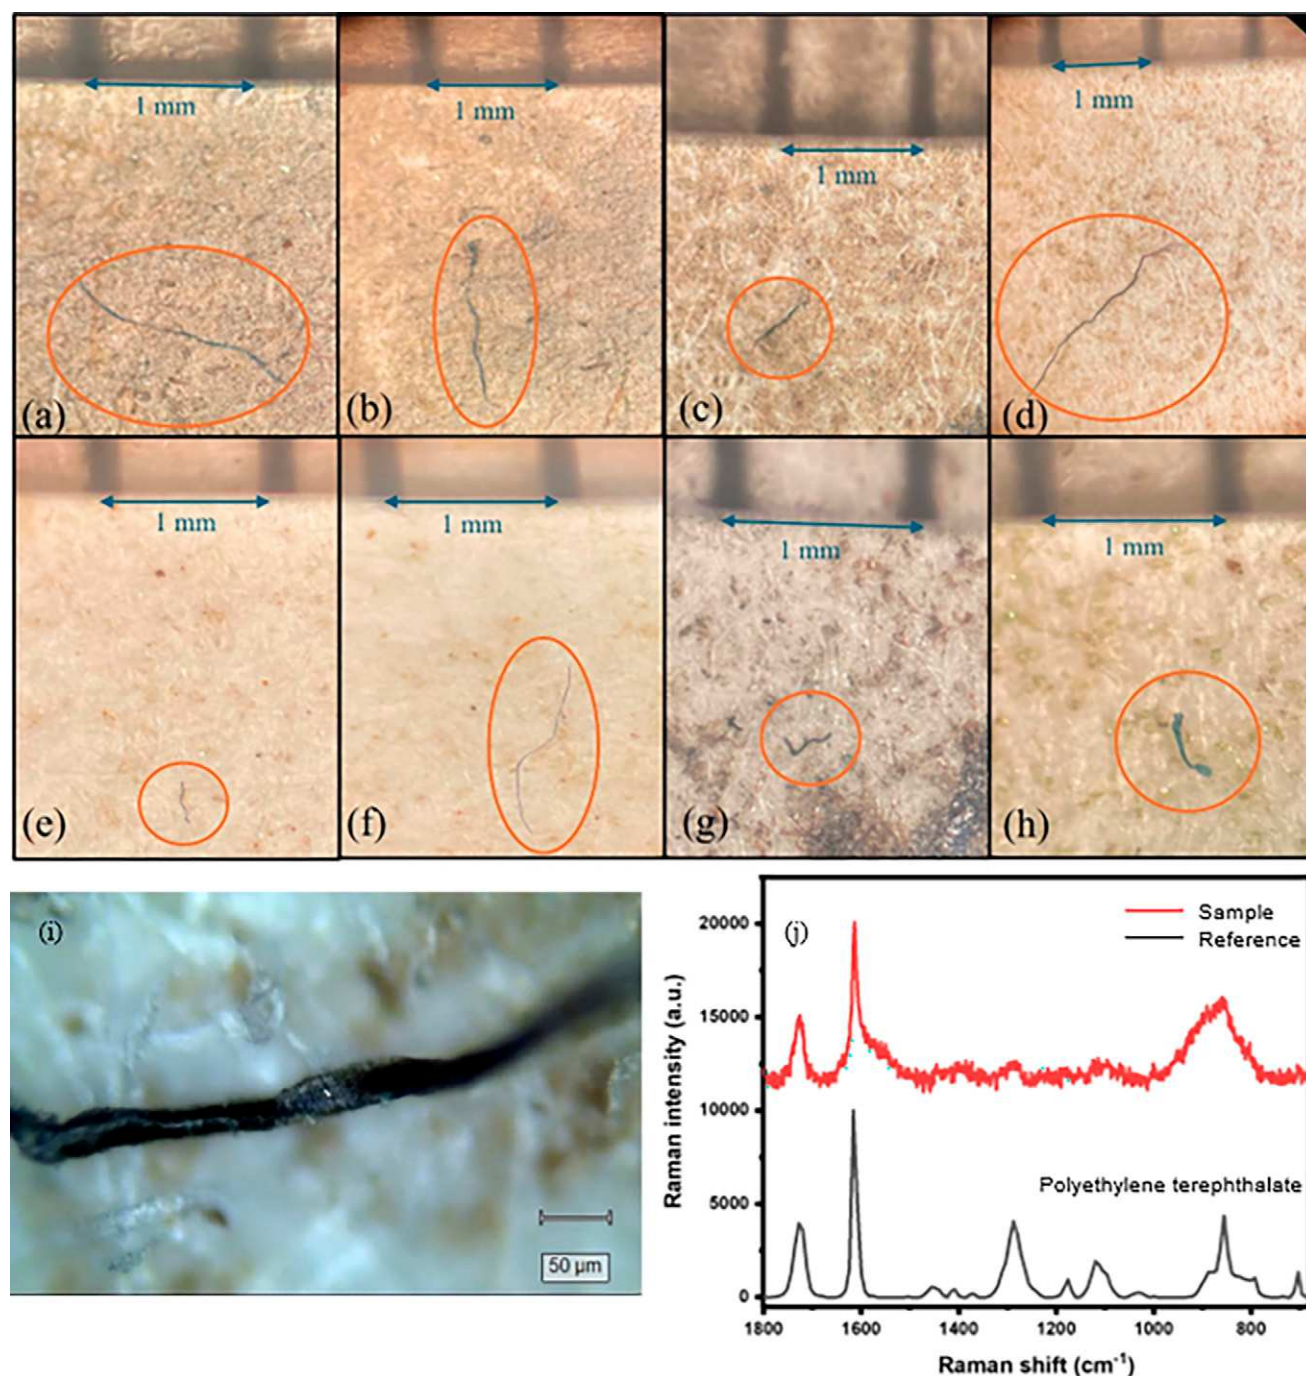 1 mm
1 mm
1 mm
1 mm
(a)
(b)
(c)
(d)
1 mm
1 mm
1 mm
1 mm
(e)
(f)
(g)
(h)
(i)
50 µm
(j)
Sample
Reference
Polyethylene terephthalate
Raman intensity (a.u.)
20000
15000
10000
5000
0
1800 1600 1400 1200 1000 800
Raman shift (cm⁻¹)